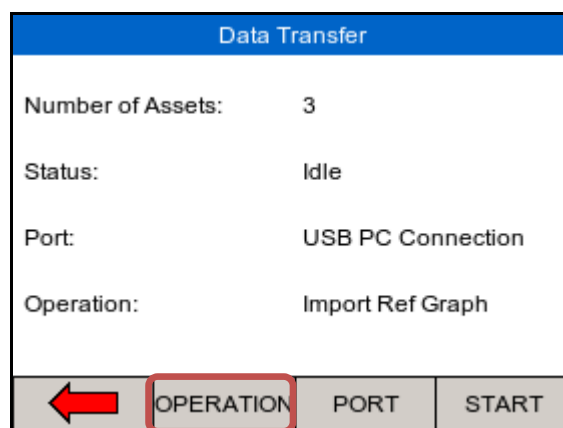 Data Transfer
Number of Assets: 3
Status: Idle
Port: USB PC Connection
Operation: Import Ref Graph
OPERATION PORT START